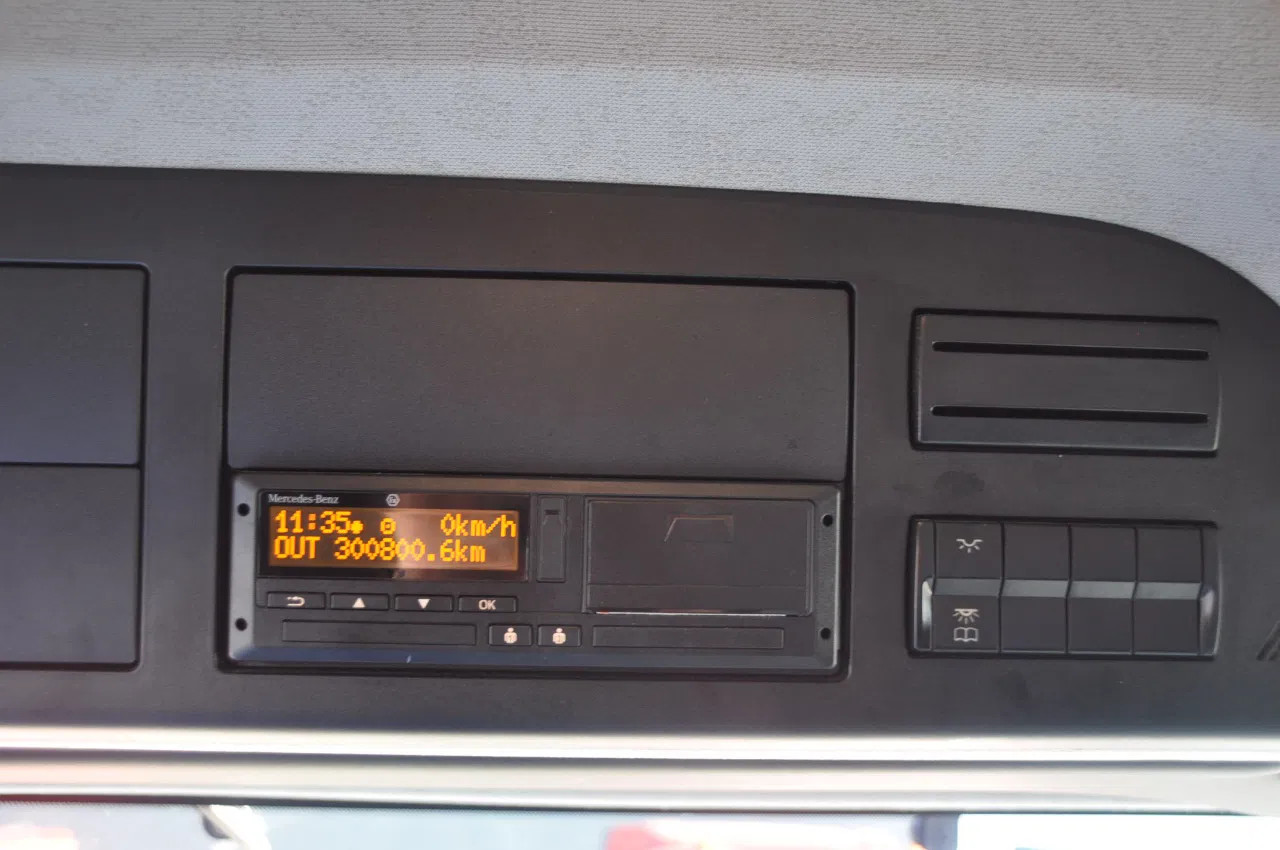 Mercedes-Benz
11:35 0km/h
OUT 300800.6km
OK